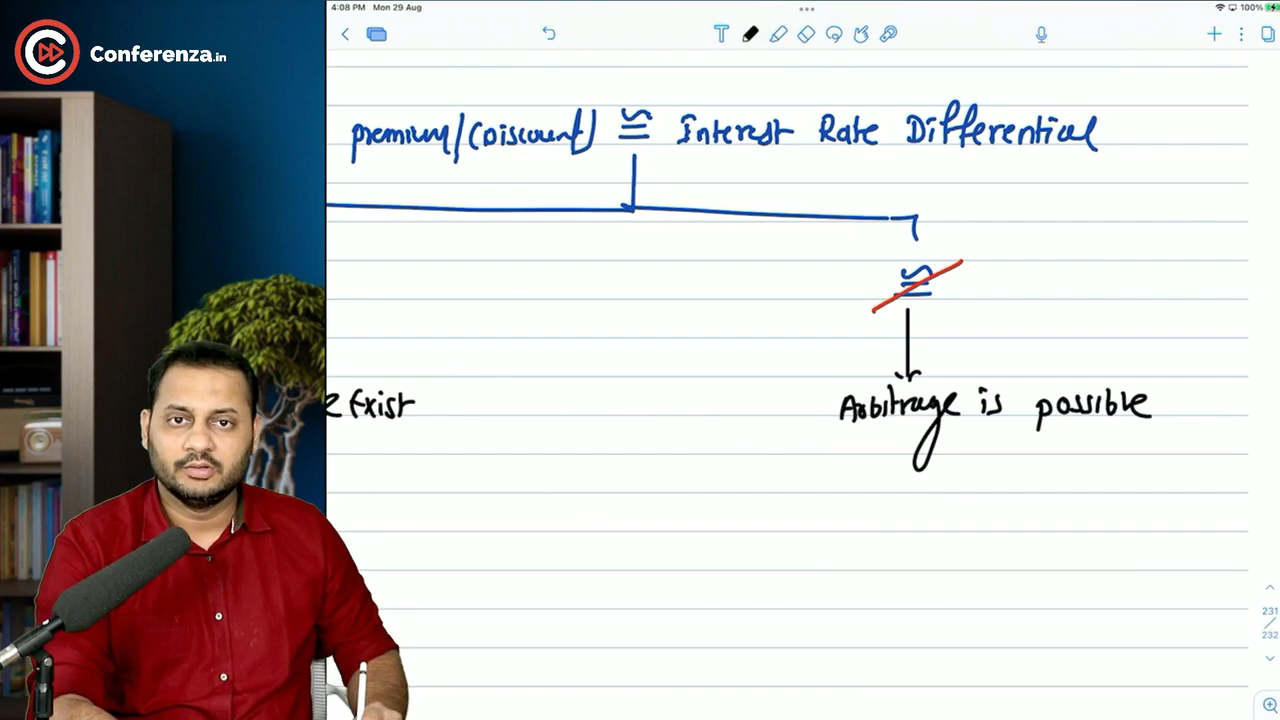 4:08 PM Mon 29 Aug
100%
Conferenza.in
T
premium/(Discount) ≅ Interest Rate Differential
≅
Exist
Arbitrage is possible
231
232